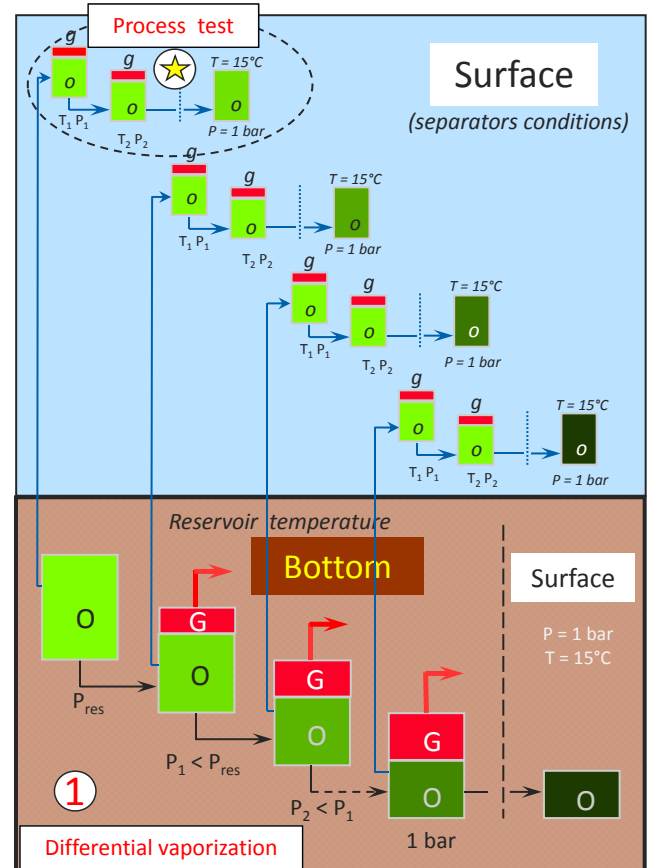 Process test
g
o
T₁ P₁
g
o
T₂ P₂
T = 15°C
o
P = 1 bar
Surface
(separators conditions)
g
o
T₁ P₁
g
o
T₂ P₂
T = 15°C
o
P = 1 bar
g
o
T₁ P₁
g
o
T₂ P₂
T = 15°C
o
P = 1 bar
g
o
T₁ P₁
g
o
T₂ P₂
T = 15°C
o
P = 1 bar
Reservoir temperature
Bottom
Surface
P = 1 bar
T = 15°C
O
P_res
G
O
P₁ < P_res
G
O
P₂ < P₁
G
O
1 bar
O
1
Differential vaporization